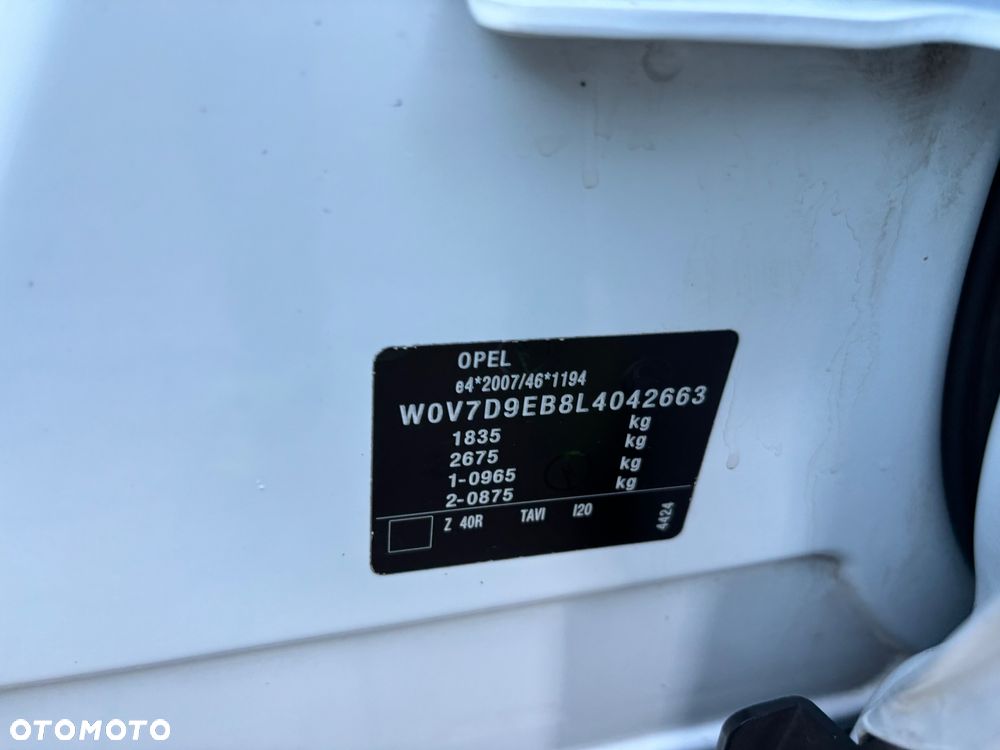 OPEL
e4*2007/46*1194
W0V7D9EB8L4042663
1835 kg
2675 kg
1-0965 kg
2-0875 kg
Z 40R TAVI I20
4424
OTOMOTO